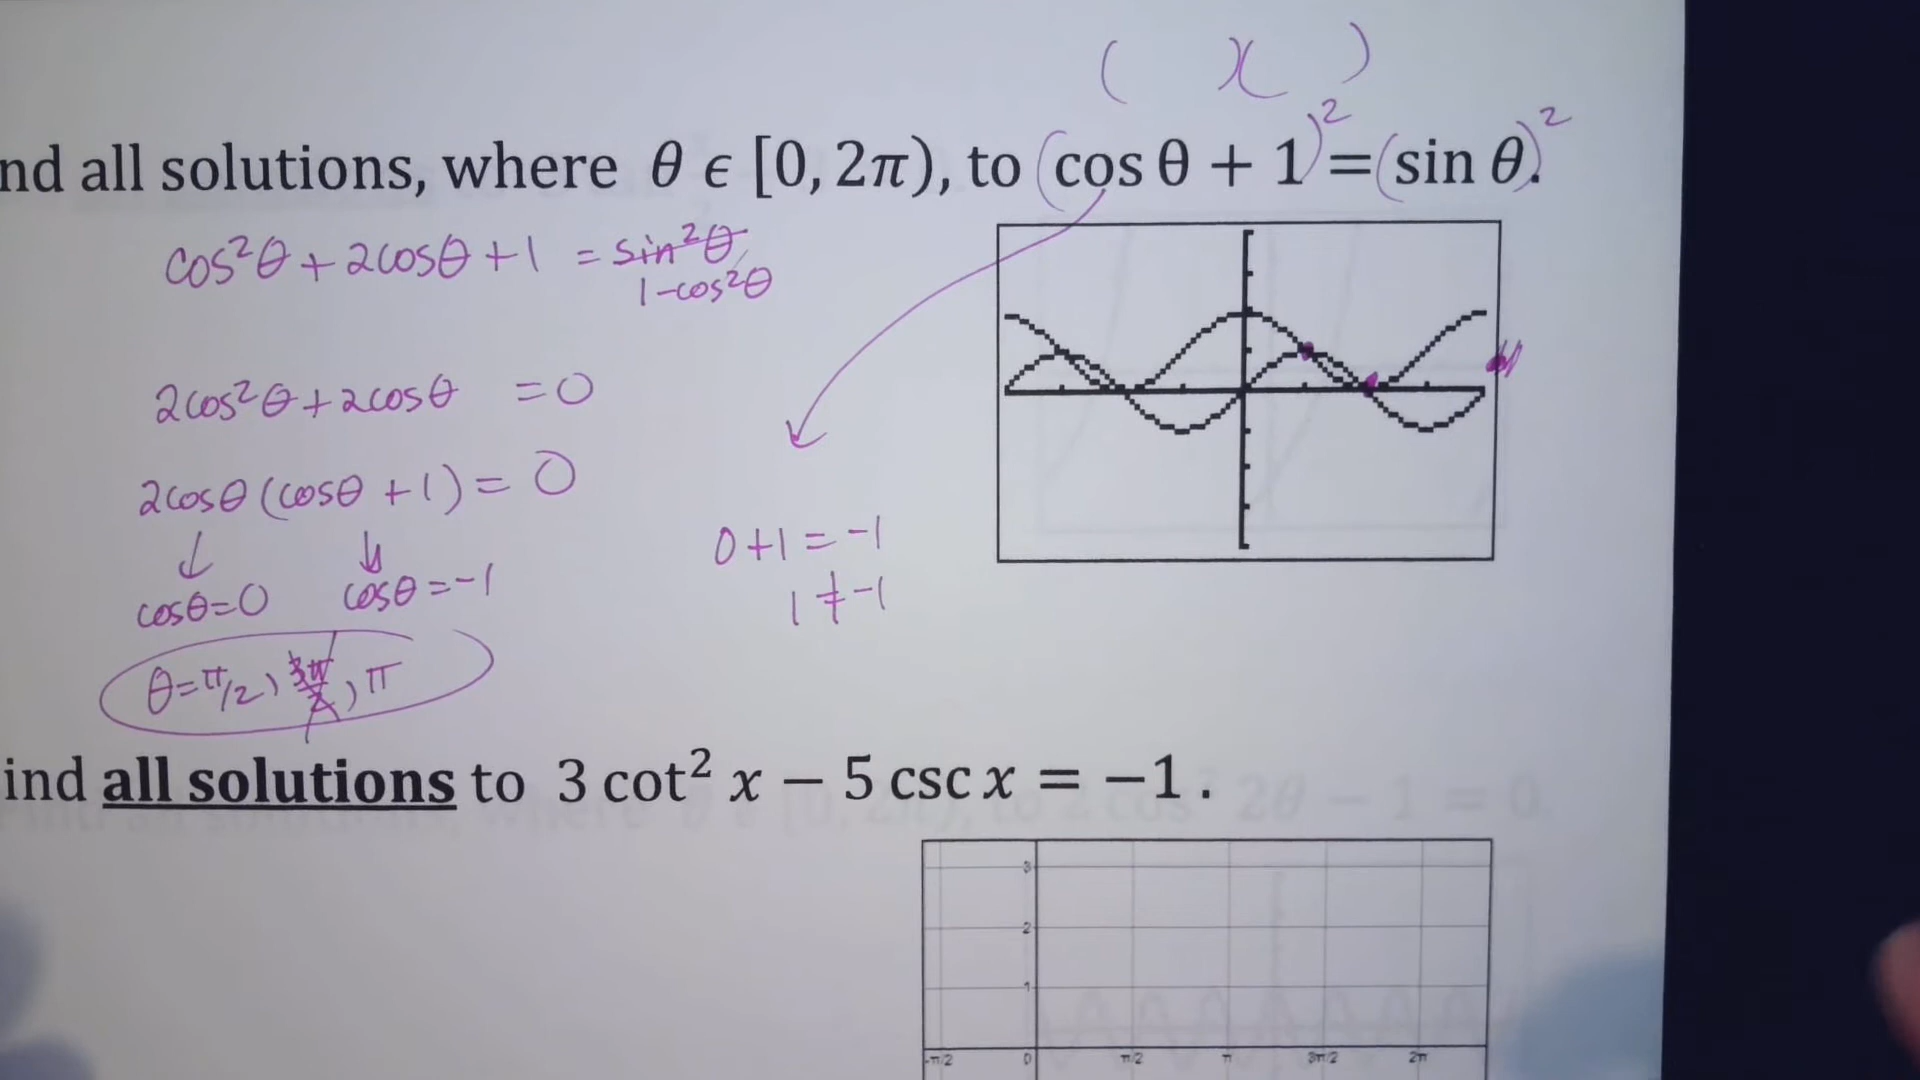 ( x )
nd all solutions, where θ ϵ [0, 2π), to (cos θ + 1)² = (sin θ)².
cos²θ + 2cosθ + 1 = sin²θ
1 - cos²θ
2cos²θ + 2cosθ = 0
2cosθ (cosθ + 1) = 0
0 + 1 = -1
cosθ = 0 cosθ = -1
1 ≠ -1
θ = π/2, 3π/2, π
ind all solutions to 3 cot² x − 5 csc x = −1 .
3
2
1
-π/2 0 π/2 π 3π/2 2π